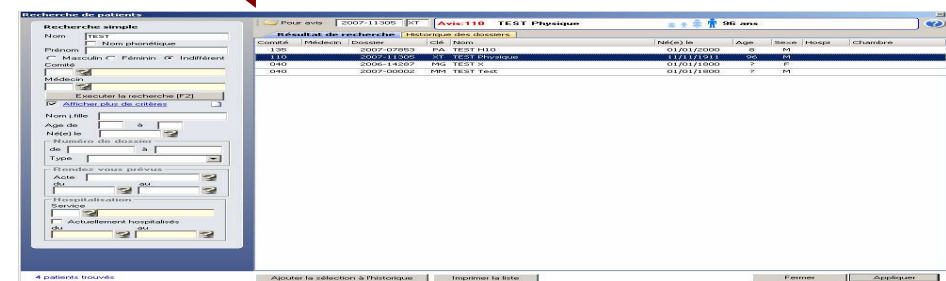 Recherche de patients
Recherche simple
Nom TEST
Nom phonétique
Prénom
Masculin Féminin Indifférent
Comité
Médecin
Executer la recherche (F2)
Afficher plus de critères
Nom j.fille
Age de à
Né(e) le
Numéro de dossier
de à
Type
Rendez vous prévus
Acte
du au
Hospitalisation
Service
Actuellement hospitalisés
du au
4 patients trouvés
Pour avis 2007-11305 XT Avis:110 TEST Physique 96 ans
Résultat de recherche Historique des dossiers
Comité Médecin Dossier Clé Nom Né(e) le Age Sexe Hospi Chambre
135 2007-07853 PA TEST H10 01/01/2000 8 M
110 2007-11305 XT TEST Physique 11/11/1911 96 M
040 2006-14287 MG TEST X 01/01/1800 ? F
040 2007-00002 MM TEST Test 01/01/1800 ? M
Ajouter la sélection à l'historique Imprimer la liste Fermer Appliquer